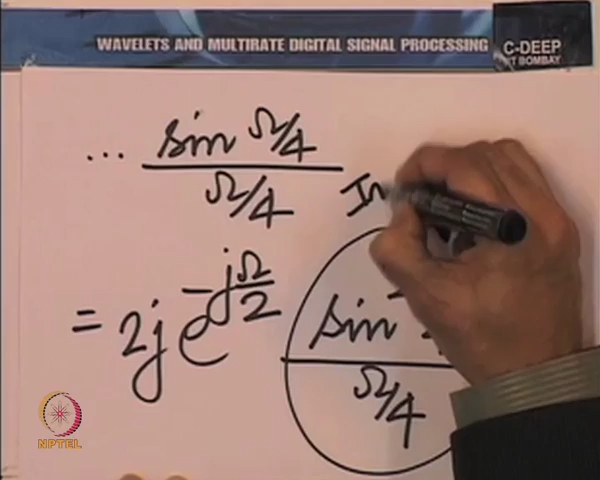 WAVELETS AND MULTIRATE DIGITAL SIGNAL PROCESSING
C-DEEP
IIT BOMBAY
... sin Ω/4
Ω/4
= 2j e^{-jΩ/2} sin
Ω/4
NPTEL